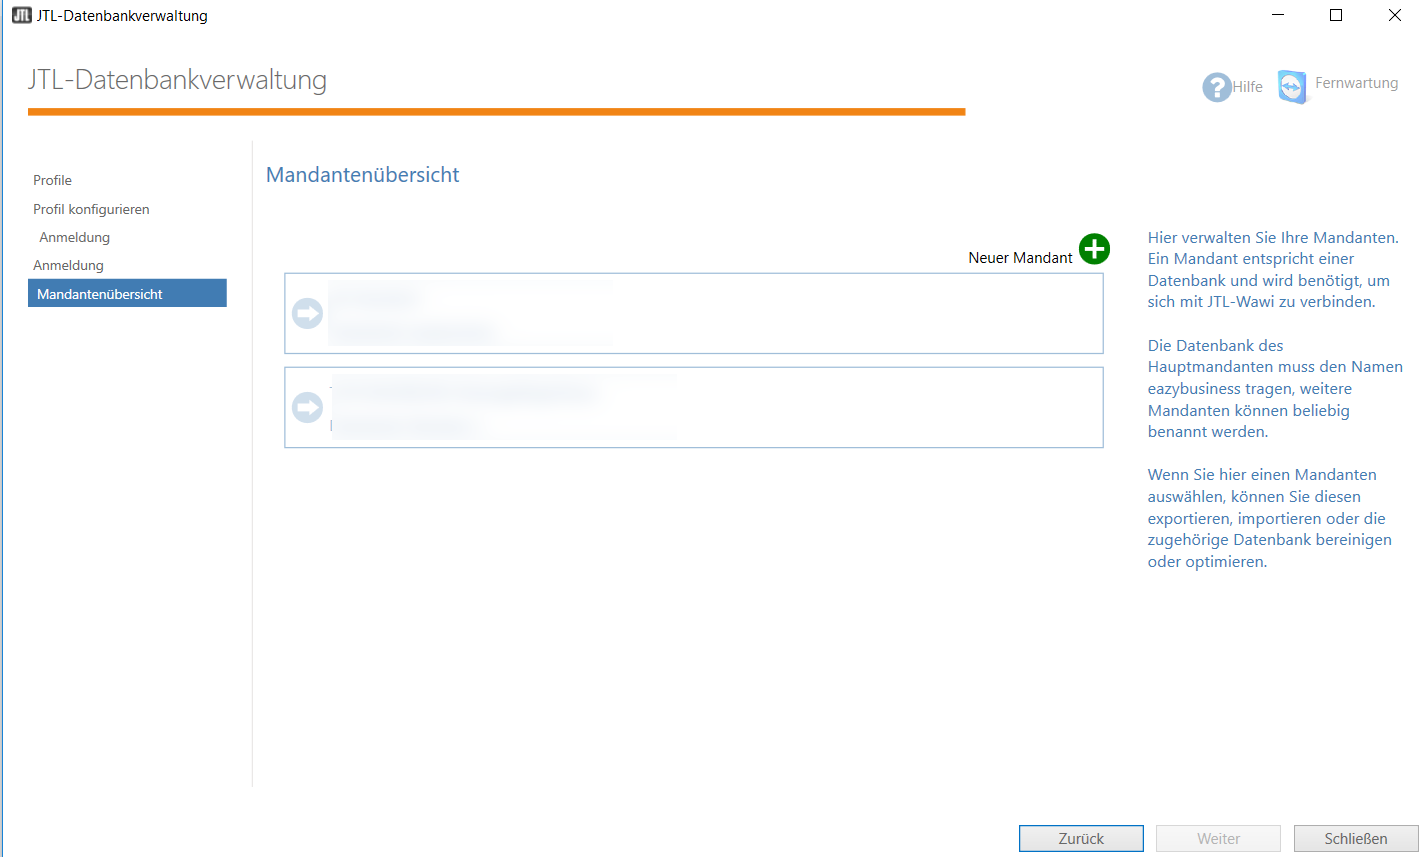 JTL JTL-Datenbankverwaltung
JTL-Datenbankverwaltung
Hilfe
Fernwartung
Profile
Profil konfigurieren
Anmeldung
Anmeldung
Mandantenübersicht
Mandantenübersicht
Neuer Mandant
Hier verwalten Sie Ihre Mandanten.
Ein Mandant entspricht einer
Datenbank und wird benötigt, um
sich mit JTL-Wawi zu verbinden.
Die Datenbank des
Hauptmandanten muss den Namen
eazybusiness tragen, weitere
Mandanten können beliebig
benannt werden.
Wenn Sie hier einen Mandanten
auswählen, können Sie diesen
exportieren, importieren oder die
zugehörige Datenbank bereinigen
oder optimieren.
Zurück
Weiter
Schließen